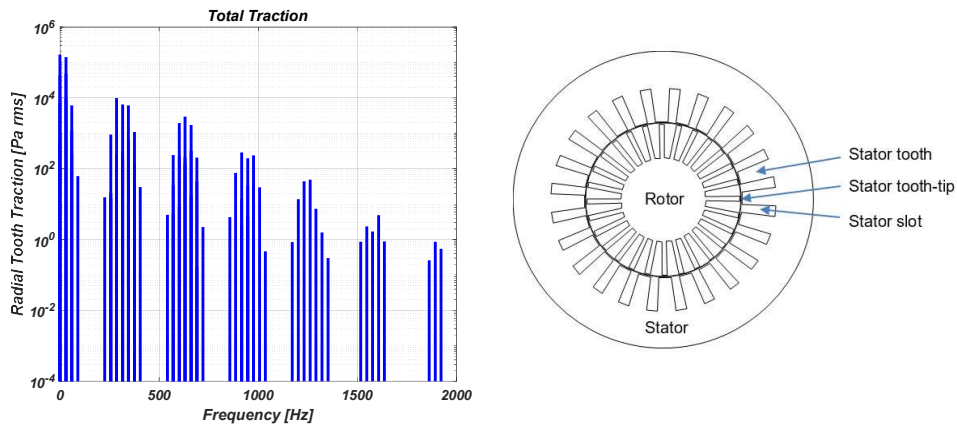 Total Traction
Radial Tooth Traction [Pa rms]
10^6
10^4
10^2
10^0
10^-2
10^-4
0
500
1000
1500
2000
Frequency [Hz]
Rotor
Stator
Stator tooth
Stator tooth-tip
Stator slot